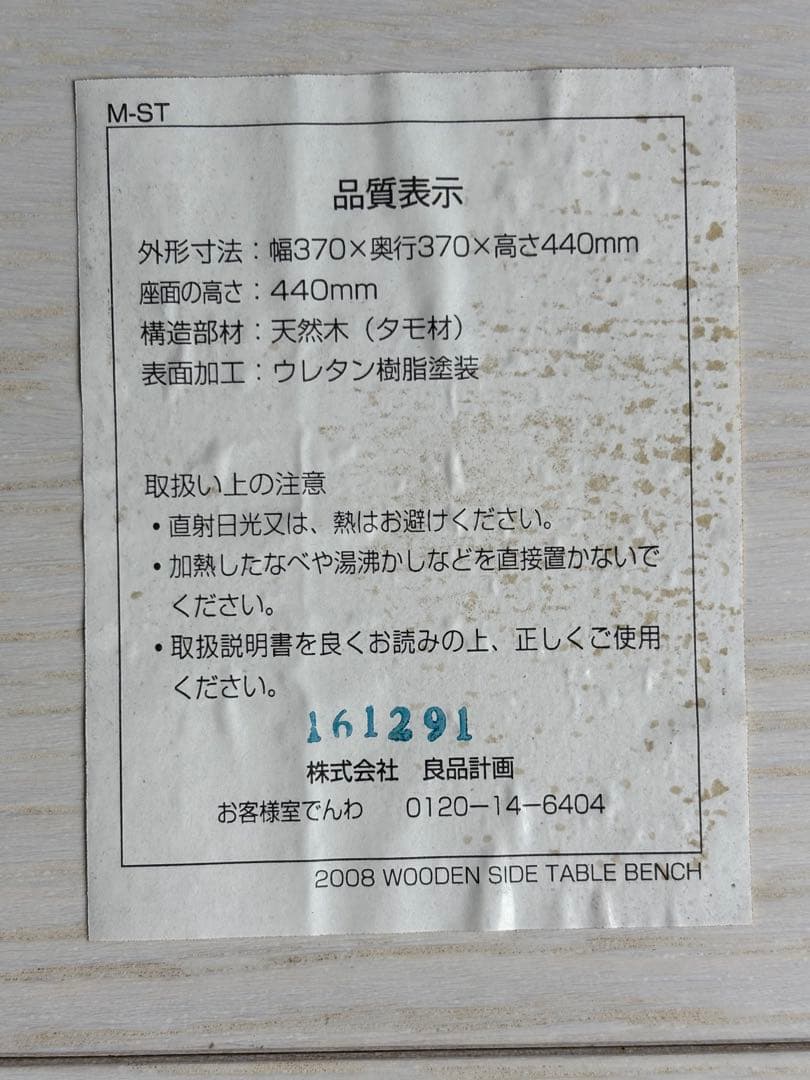 M-ST
品質表示
外形寸法：幅370×奥行370×高さ440mm
座面の高さ：440mm
構造部材：天然木（タモ材）
表面加工：ウレタン樹脂塗装
取扱い上の注意
・直射日光又は、熱はお避けください。
・加熱したなべや湯沸かしなどを直接置かないで
ください。
・取扱説明書を良くお読みの上、正しくご使用
ください。
161291
株式会社　良品計画
お客様室でんわ　0120－14－6404
2008 WOODEN SIDE TABLE BENCH